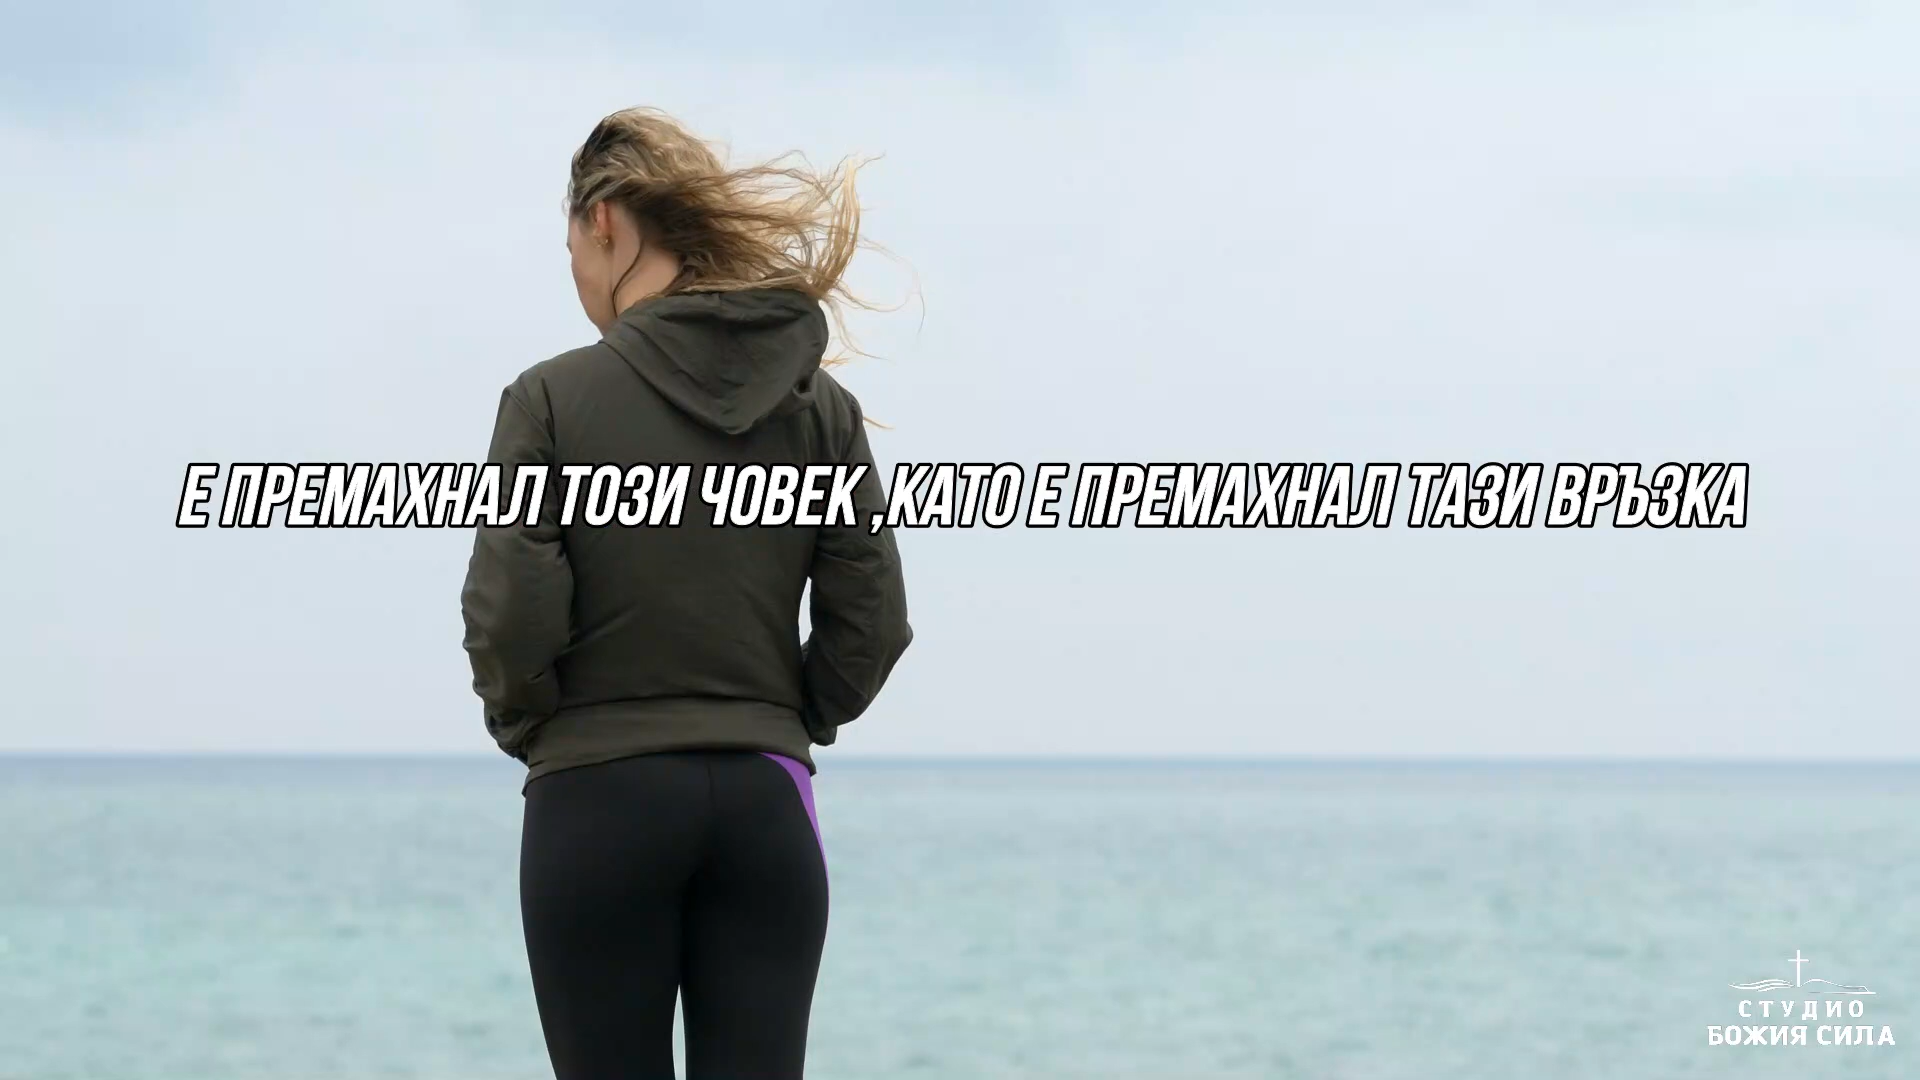 Е ПРЕМАХНАЛ ТОЗИ ЧОВЕК ,КАТО Е ПРЕМАХНАЛ ТАЗИ ВРЪЗКА
СТУДИО
БОЖИЯ СИЛА